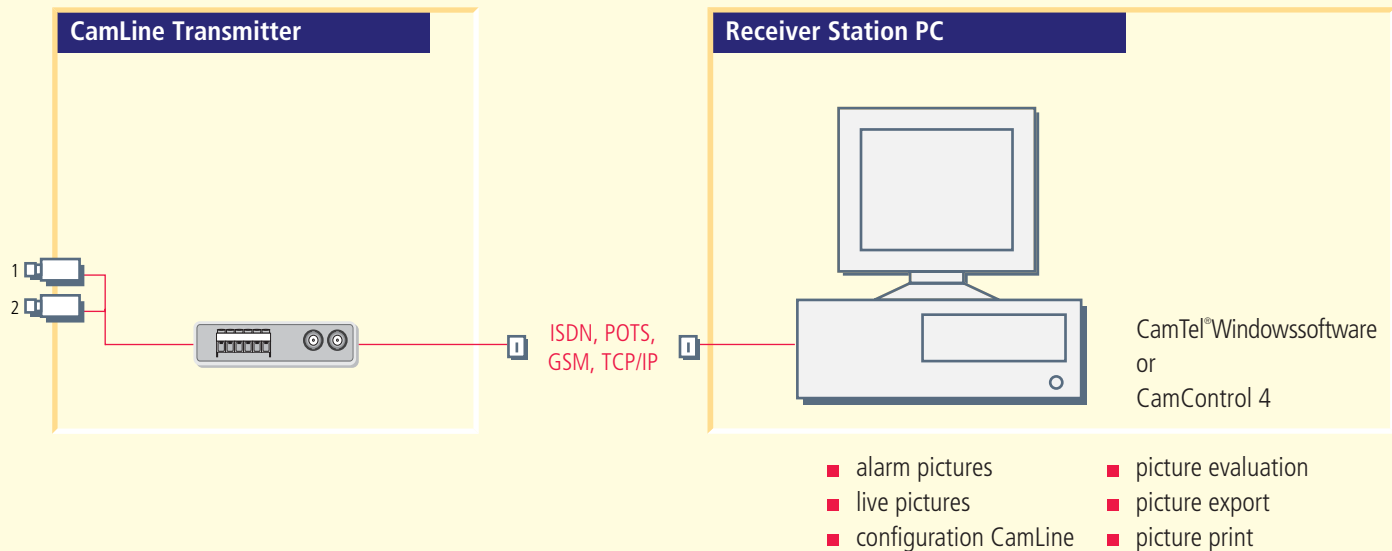 CamLine Transmitter
Receiver Station PC
1
2
ISDN, POTS,
GSM, TCP/IP
CamTel®Windowssoftware
or
CamControl 4
alarm pictures
live pictures
configuration CamLine
picture evaluation
picture export
picture print